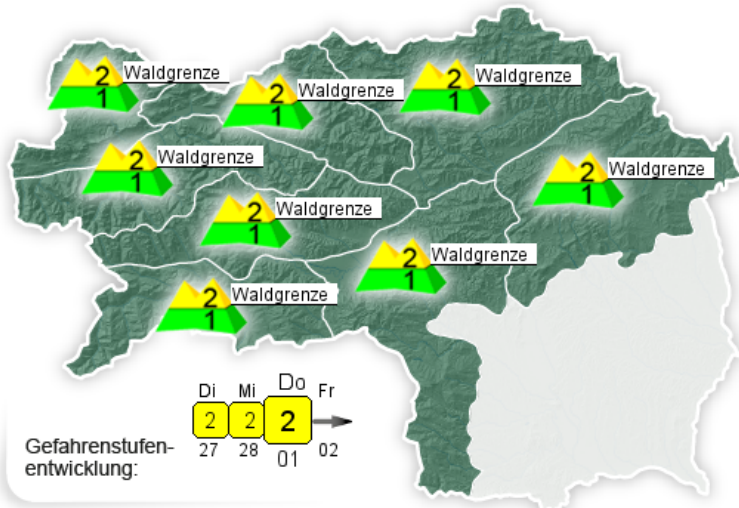 2 Waldgrenze
1
2 Waldgrenze
1
2 Waldgrenze
1
2 Waldgrenze
1
2 Waldgrenze
1
2 Waldgrenze
1
2 Waldgrenze
1
2 Waldgrenze
1
Di Mi Do Fr
2 2 2
27 28 01 02
Gefahrenstufen-
entwicklung: